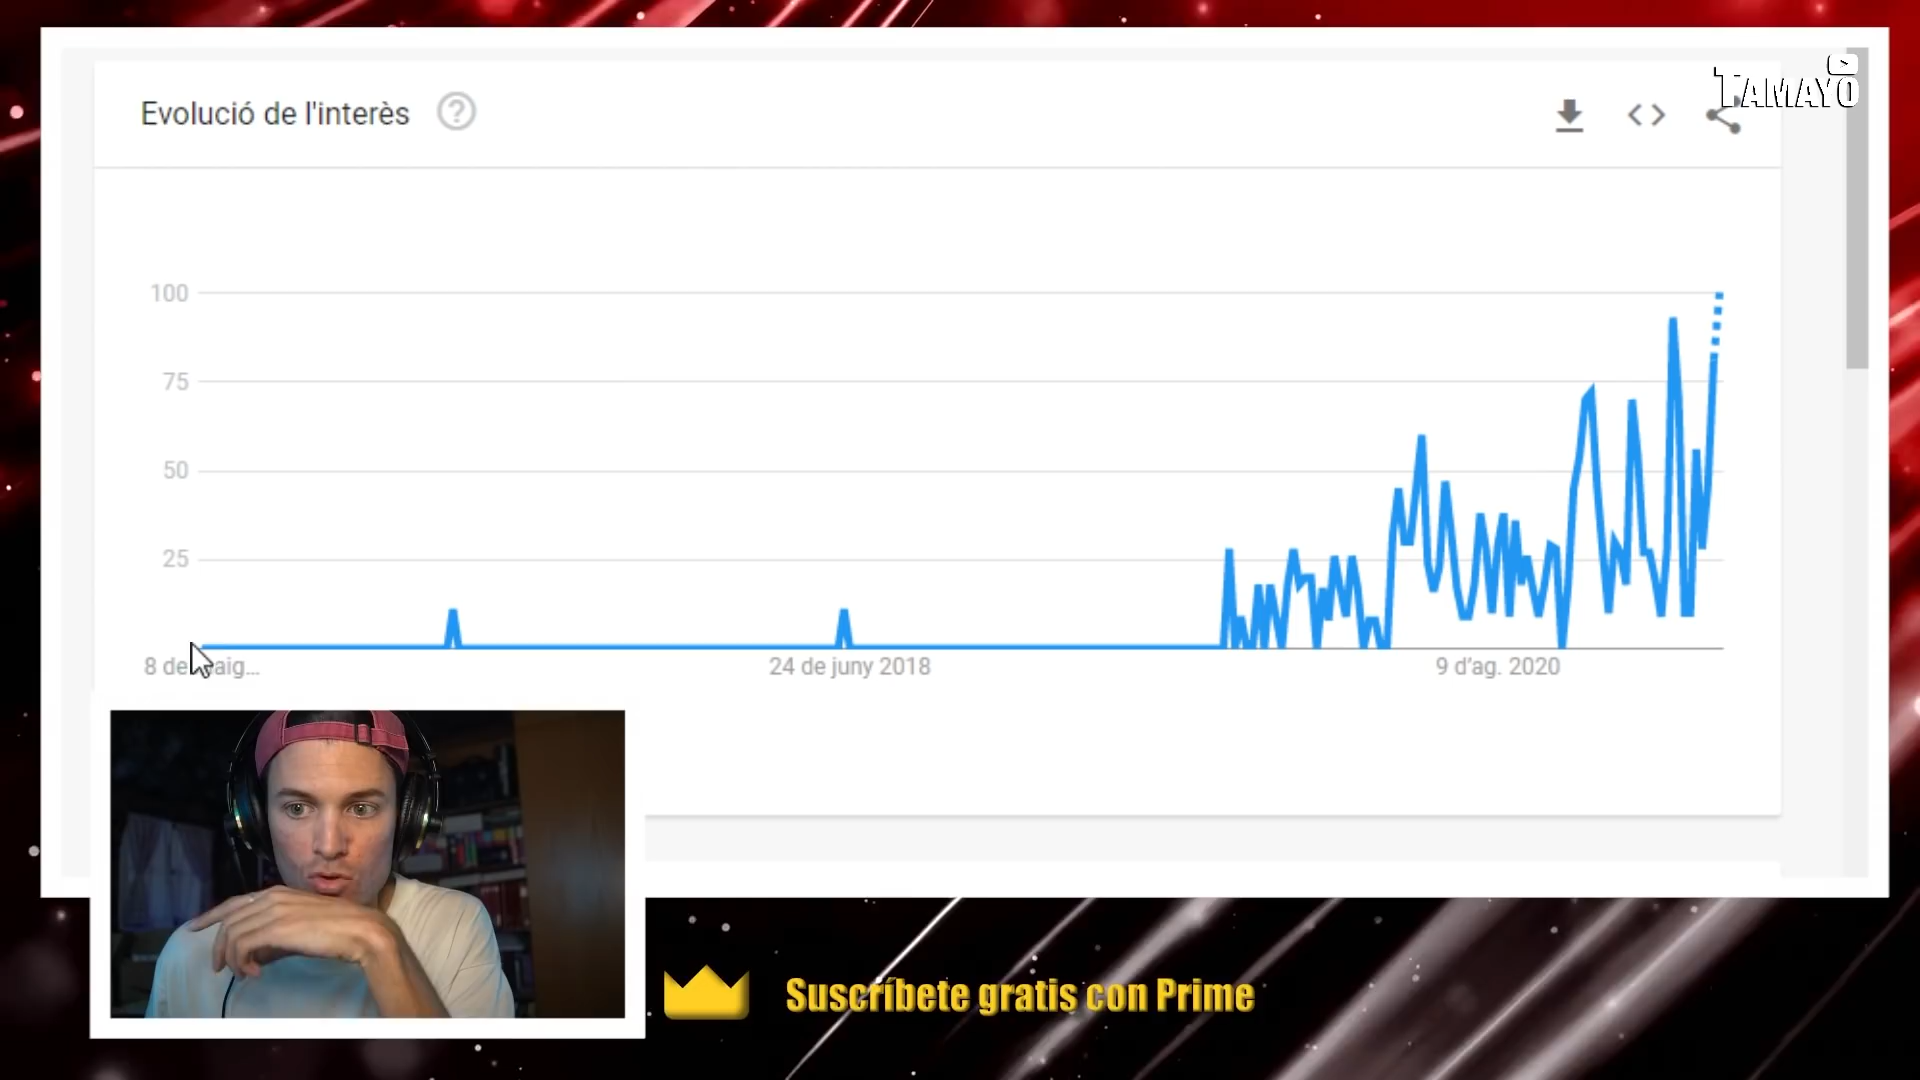 TAMAYO
Evolució de l'interès
100
75
50
25
8 de aig...
24 de juny 2018
9 d'ag. 2020
Suscríbete gratis con Prime